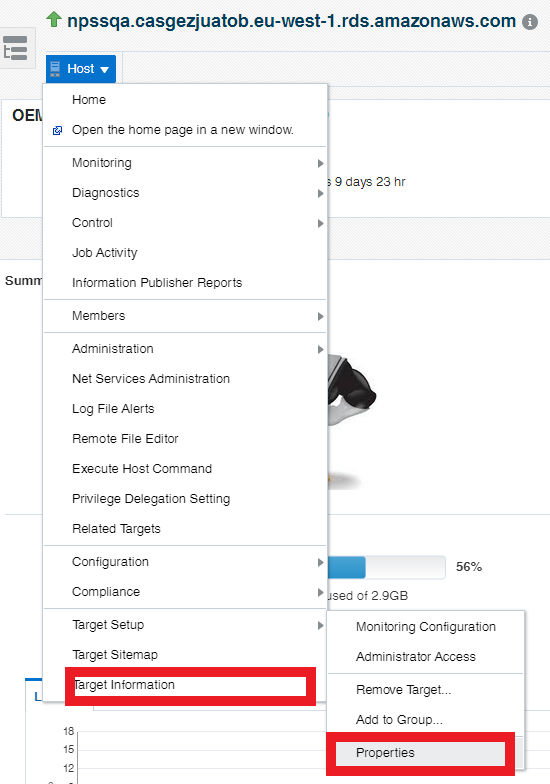 npssqa.casgezjuatob.eu-west-1.rds.amazonaws.com
Host
Home
OEM
Open the home page in a new window.
Monitoring
9 days 23 hr
Diagnostics
Control
Job Activity
Summ
Information Publisher Reports
Members
Administration
Net Services Administration
Log File Alerts
Remote File Editor
Execute Host Command
Privilege Delegation Setting
Related Targets
Configuration
56%
Compliance
used of 2.9GB
Target Setup
Monitoring Configuration
Target Sitemap
Administrator Access
Target Information
Remove Target...
L
Add to Group...
18
15
Properties
12